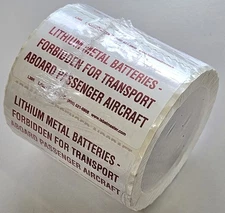 LITHIUM METAL BATTERIES -
FORBIDDEN FOR TRANSPORT
ABOARD PASSENGER AIRCRAFT
LITHIUM METAL BATTERIES -
FORBIDDEN FOR TRANSPORT
ABOARD PASSENGER AIRCRAFT